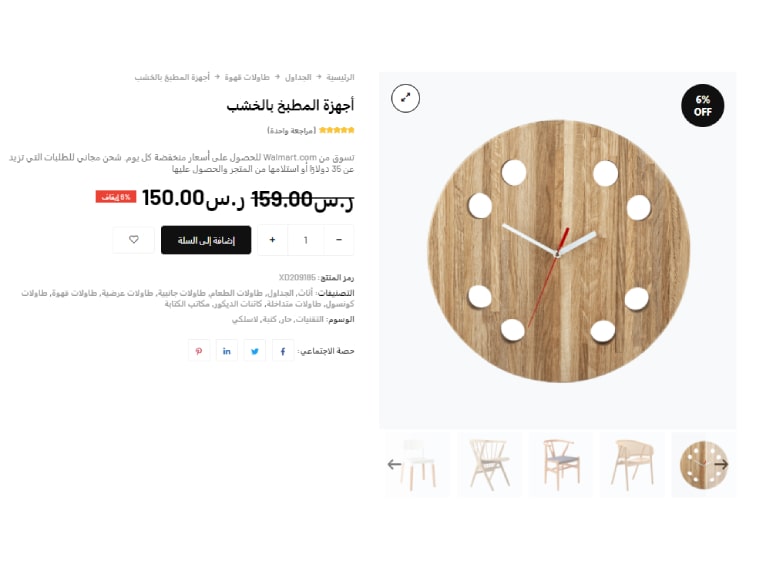 الرئيسية → الجداول → طاولات قهوة → أجهزة المطبخ بالخشب
أجهزة المطبخ بالخشب
(مراجعة واحدة)
تسوق من Walmart.com للحصول على أسعار منخفضة كل يوم. شحن مجاني للطلبات التي تزيد
عن 35 دولارًا أو استلامها من المتجر والحصول عليها
ر.س159.00 ر.س150.00 6% إيقاف
− 1 + إضافة إلى السلة
رمز المنتج: XD209185
التصنيفات: أثاث, الجداول, طاولات الطعام, طاولات جانبية, طاولات عرضية, طاولات قهوة, طاولات
كونسول, طاولات متداخلة, كائنات الديكور, مكاتب الكتابة
الوسوم: التقنيات, حار, كنبة, لاسلكي
حصة الاجتماعي:
6%
OFF